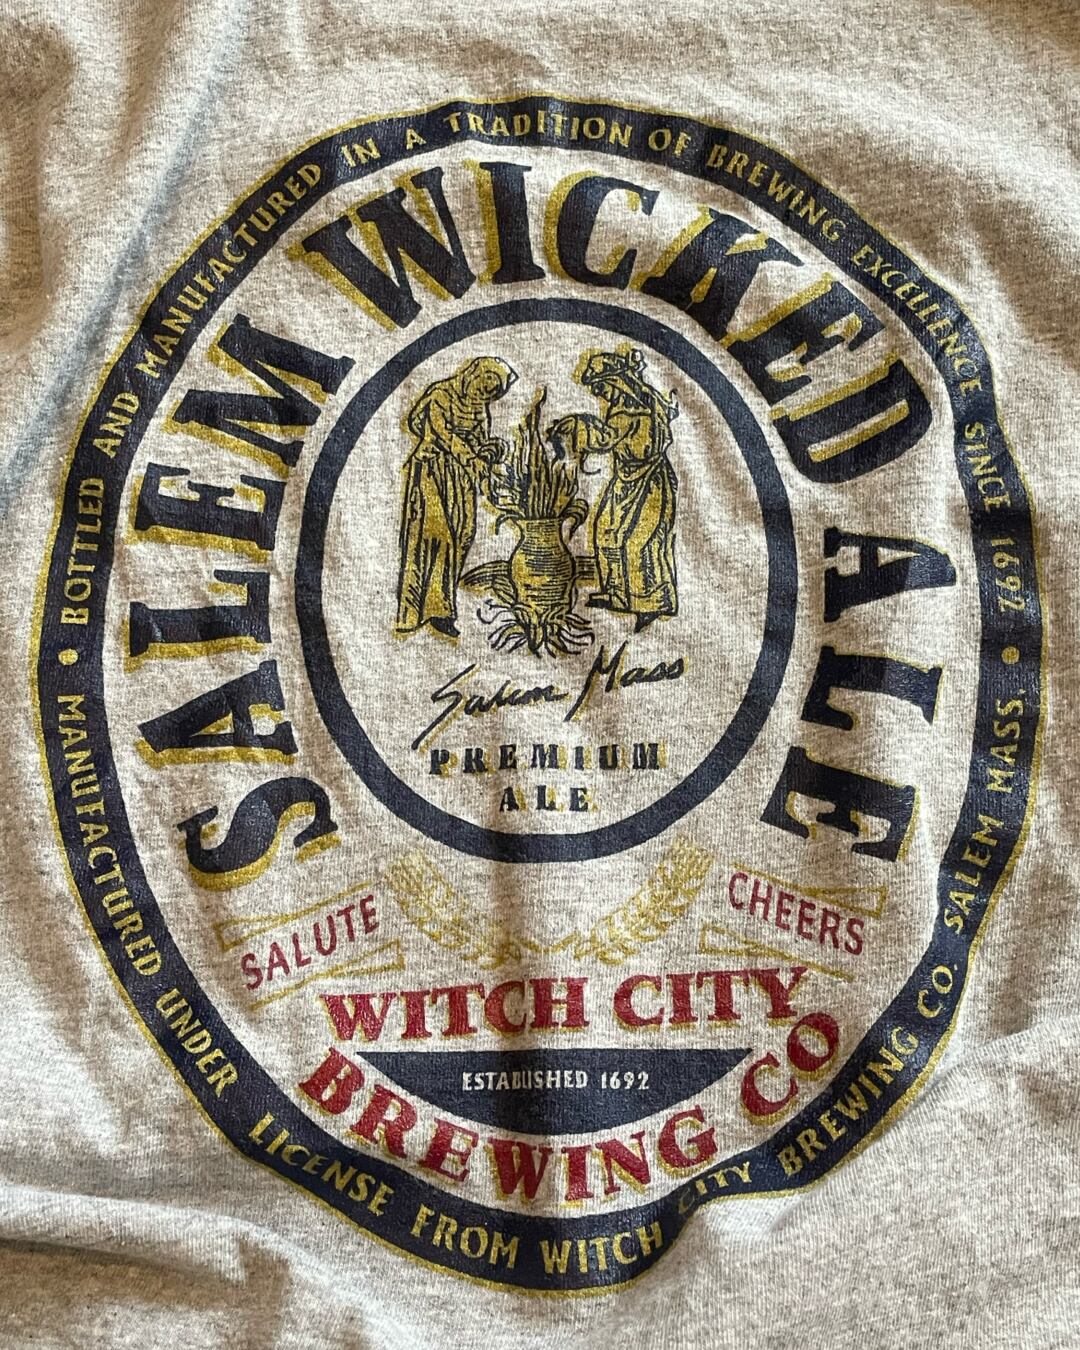 BOTTLED AND MANUFACTURED IN A TRADITION OF BREWING EXCELLENCE SINCE 1692 •
SALEM WICKED ALE
Salem Mass
PREMIUM
ALE
SALUTE
CHEERS
WITCH CITY
BREWING CO
ESTABLISHED 1692
• MANUFACTURED UNDER LICENSE FROM WITCH CITY BREWING CO. SALEM MASS.